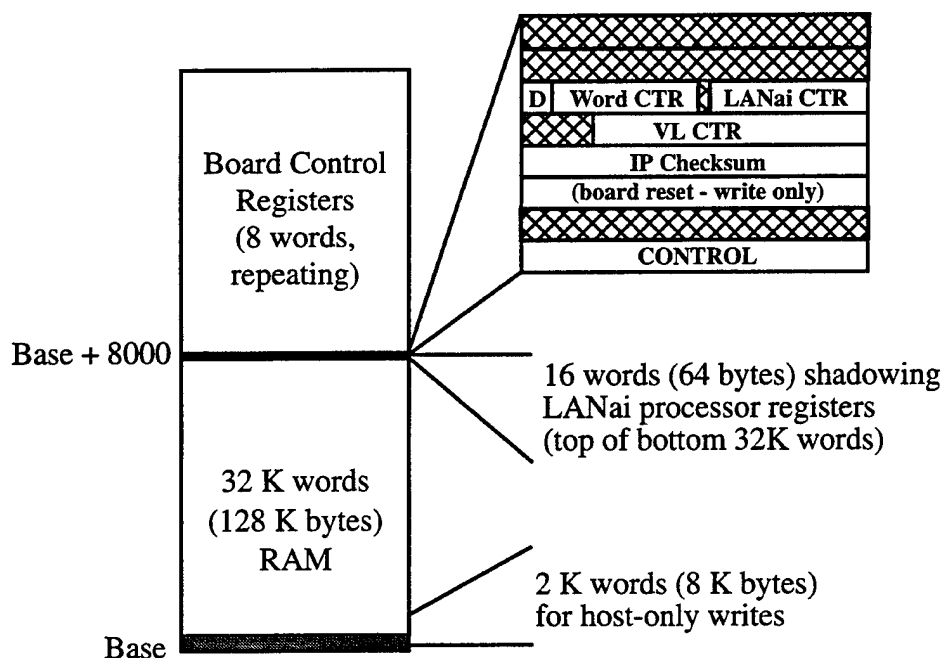 D Word CTR LANai CTR
VL CTR
IP Checksum
(board reset - write only)
CONTROL
Board Control
Registers
(8 words,
repeating)
Base + 8000
16 words (64 bytes) shadowing
LANai processor registers
(top of bottom 32K words)
32 K words
(128 K bytes)
RAM
2 K words (8 K bytes)
for host-only writes
Base